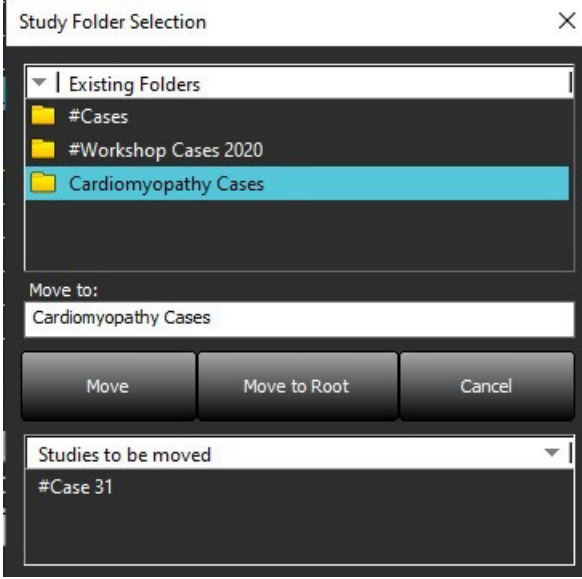 Study Folder Selection
Existing Folders
#Cases
#Workshop Cases 2020
Cardiomyopathy Cases
Move to:
Cardiomyopathy Cases
Move Move to Root Cancel
Studies to be moved
#Case 31